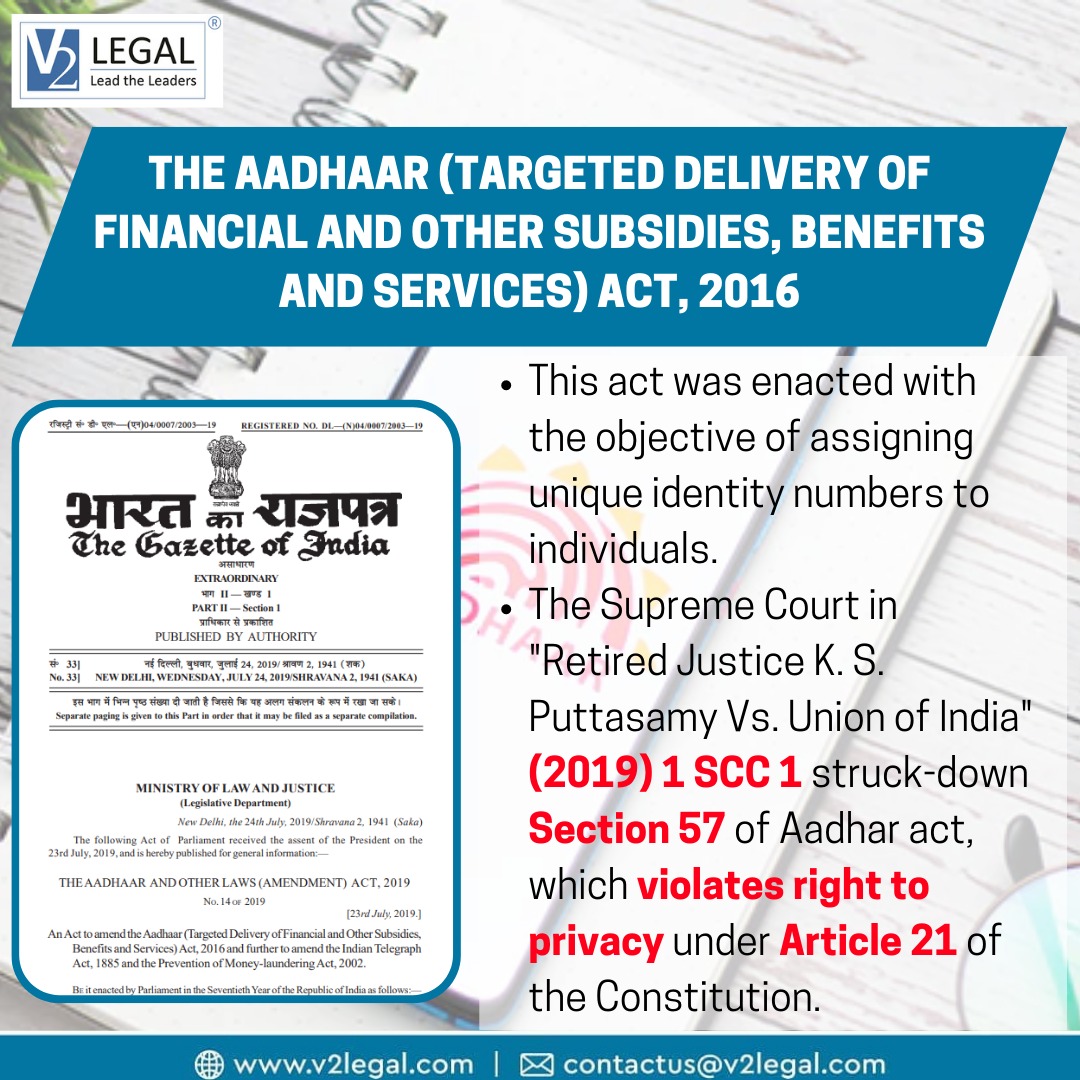 V2 LEGAL ®
Lead the Leaders
THE AADHAAR (TARGETED DELIVERY OF
FINANCIAL AND OTHER SUBSIDIES, BENEFITS
AND SERVICES) ACT, 2016
रजिस्ट्री सं॰ डी॰ एल॰—(एन)04/0007/2003—19 REGISTERED NO. DL—(N)04/0007/2003—19
सत्यमेव जयते
भारत का राजपत्र
The Gazette of India
असाधारण
EXTRAORDINARY
भाग II — खण्ड 1
PART II — Section 1
प्राधिकार से प्रकाशित
PUBLISHED BY AUTHORITY
सं॰ 33] नई दिल्ली, बुधवार, जुलाई 24, 2019/ श्रावण 2, 1941 (शक)
No. 33] NEW DELHI, WEDNESDAY, JULY 24, 2019/SHRAVANA 2, 1941 (SAKA)
इस भाग में भिन्न पृष्ठ संख्या दी जाती है जिससे कि यह अलग संकलन के रूप में रखा जा सके।
Separate paging is given to this Part in order that it may be filed as a separate compilation.
MINISTRY OF LAW AND JUSTICE
(Legislative Department)
New Delhi, the 24th July, 2019/Shravana 2, 1941 (Saka)
The following Act of Parliament received the assent of the President on the
23rd July, 2019, and is hereby published for general information:—
THE AADHAAR AND OTHER LAWS (AMENDMENT) ACT, 2019
No. 14 OF 2019
[23rd July, 2019.]
An Act to amend the Aadhaar (Targeted Delivery of Financial and Other Subsidies,
Benefits and Services) Act, 2016 and further to amend the Indian Telegraph
Act, 1885 and the Prevention of Money-laundering Act, 2002.
BE it enacted by Parliament in the Seventieth Year of the Republic of India as follows:—
• This act was enacted with
the objective of assigning
unique identity numbers to
individuals.
• The Supreme Court in
"Retired Justice K. S.
Puttasamy Vs. Union of India"
(2019) 1 SCC 1 struck-down
Section 57 of Aadhar act,
which violates right to
privacy under Article 21 of
the Constitution.
www.v2legal.com | contactus@v2legal.com